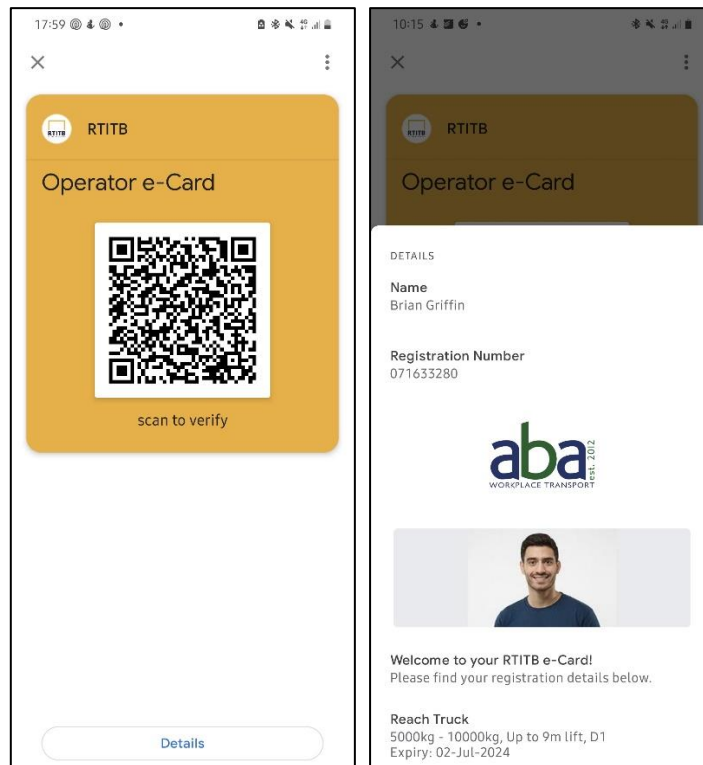 17:59
RTITB
RTITB
Operator e-Card
scan to verify
Details
10:15
RTITB
RTITB
Operator e-Card
DETAILS
Name
Brian Griffin
Registration Number
071633280
aba est. 2012
WORKPLACE TRANSPORT
Welcome to your RTITB e-Card!
Please find your registration details below.
Reach Truck
5000kg - 10000kg, Up to 9m lift, D1
Expiry: 02-Jul-2024